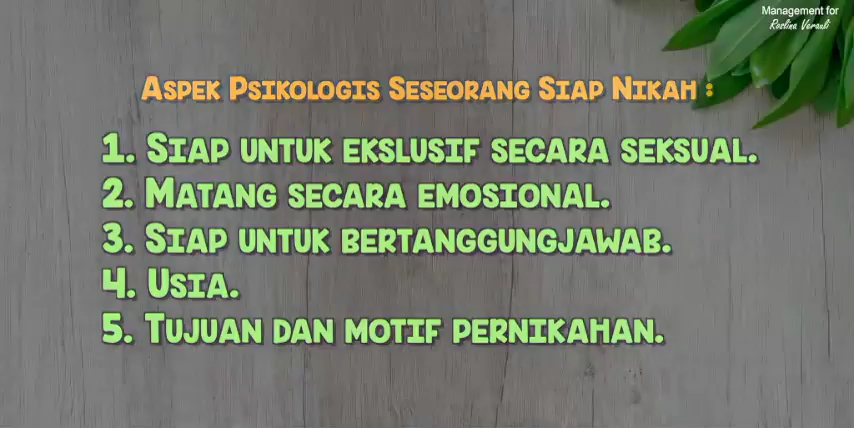 Management for
Roslina Verauli
Aspek Psikologis Seseorang Siap Nikah :
1. Siap untuk ekslusif secara seksual.
2. Matang secara emosional.
3. Siap untuk bertanggungjawab.
4. Usia.
5. Tujuan dan motif pernikahan.